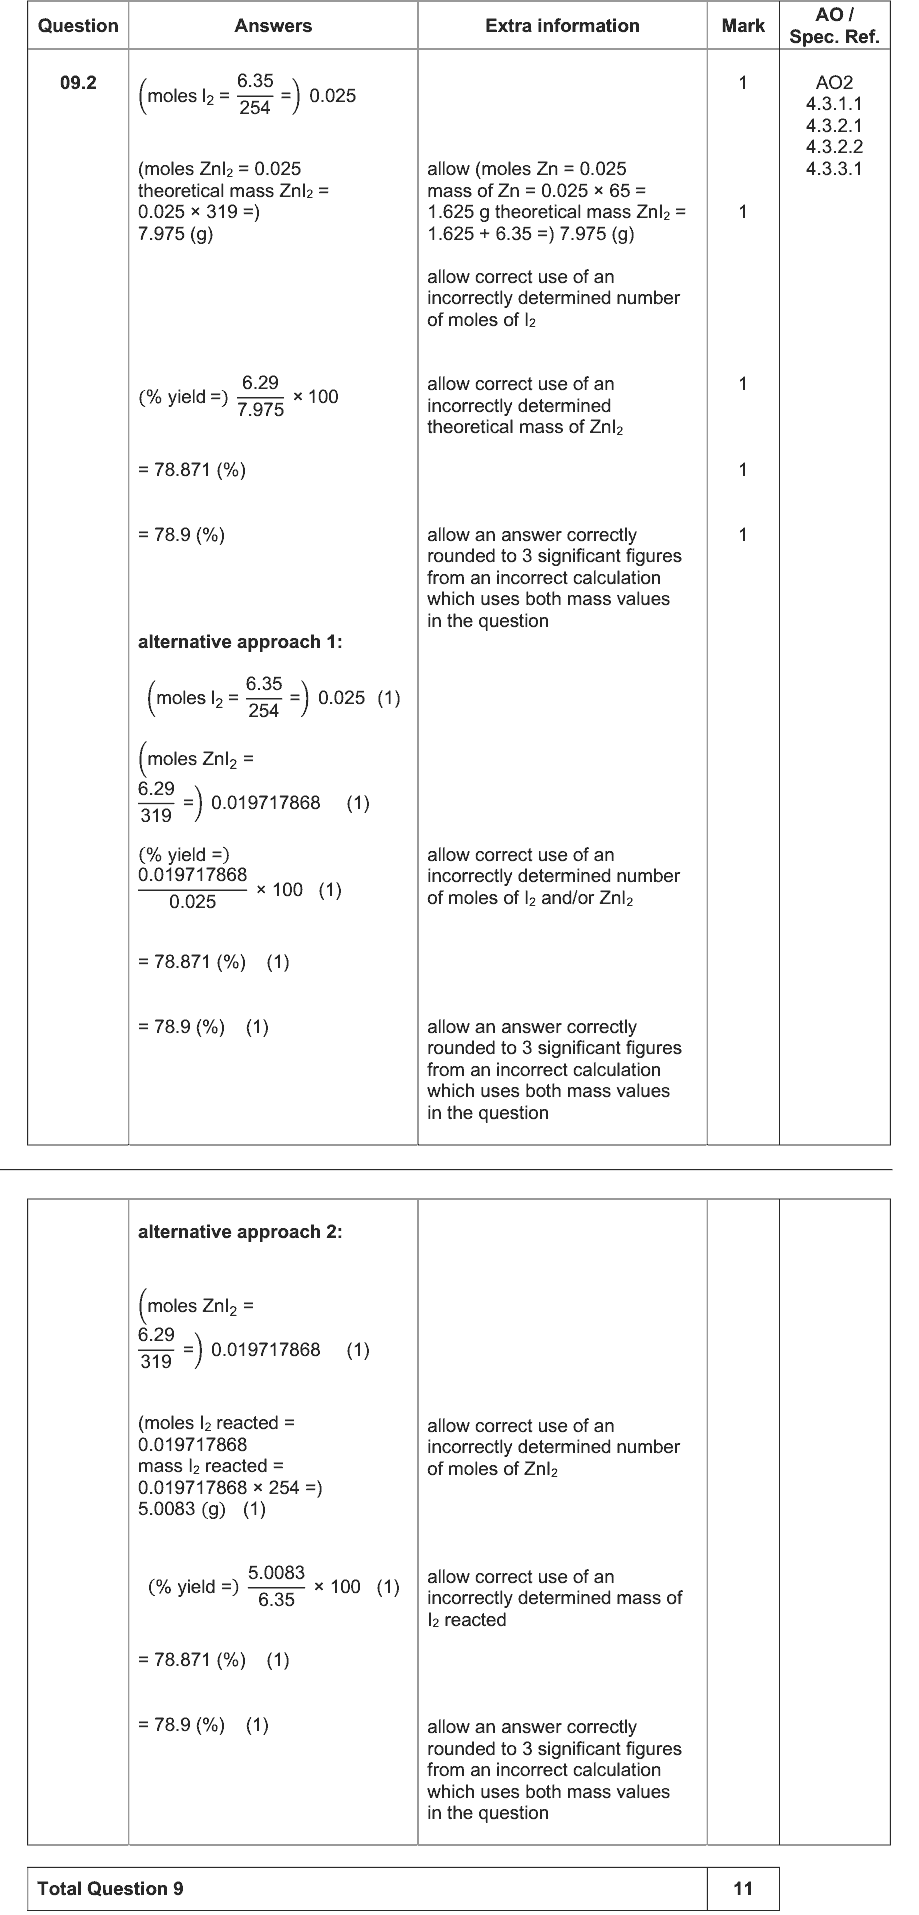 Question Answers Extra information Mark AO / Spec. Ref.
09.2
(moles I₂ = 6.35/254 =) 0.025
1
AO2
4.3.1.1
4.3.2.1
4.3.2.2
4.3.3.1
(moles ZnI₂ = 0.025
theoretical mass ZnI₂ =
0.025 × 319 =)
7.975 (g)
allow (moles Zn = 0.025
mass of Zn = 0.025 × 65 =
1.625 g theoretical mass ZnI₂ =
1.625 + 6.35 =) 7.975 (g)
1
allow correct use of an
incorrectly determined number
of moles of I₂
(% yield =) 6.29/7.975 × 100
allow correct use of an
incorrectly determined
theoretical mass of ZnI₂
1
= 78.871 (%)
1
= 78.9 (%)
allow an answer correctly
rounded to 3 significant figures
from an incorrect calculation
which uses both mass values
in the question
1
alternative approach 1:
(moles I₂ = 6.35/254 =) 0.025 (1)
(moles ZnI₂ =
6.29/319 =) 0.019717868 (1)
(% yield =)
0.019717868/0.025 × 100 (1)
allow correct use of an
incorrectly determined number
of moles of I₂ and/or ZnI₂
= 78.871 (%) (1)
= 78.9 (%) (1)
allow an answer correctly
rounded to 3 significant figures
from an incorrect calculation
which uses both mass values
in the question
alternative approach 2:
(moles ZnI₂ =
6.29/319 =) 0.019717868 (1)
(moles I₂ reacted =
0.019717868
mass I₂ reacted =
0.019717868 × 254 =)
5.0083 (g) (1)
allow correct use of an
incorrectly determined number
of moles of ZnI₂
(% yield =) 5.0083/6.35 × 100 (1)
allow correct use of an
incorrectly determined mass of
I₂ reacted
= 78.871 (%) (1)
= 78.9 (%) (1)
allow an answer correctly
rounded to 3 significant figures
from an incorrect calculation
which uses both mass values
in the question
Total Question 9 11